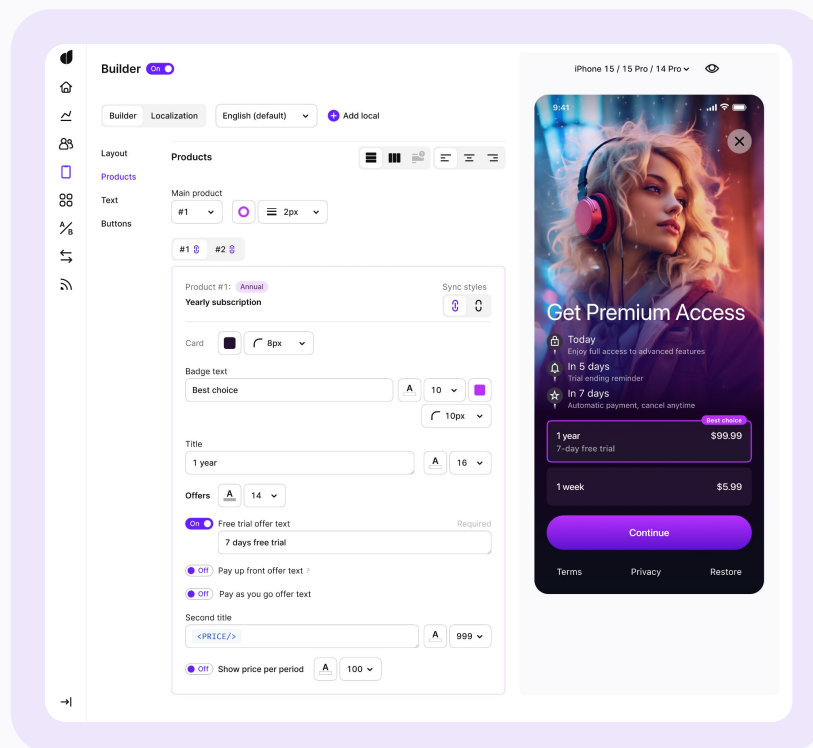 Builder On
Builder Localization English (default) Add local
Layout
Products
Text
Buttons
Products
Main product
#1 2px
#1 #2
Product #1: Annual Sync styles
Yearly subscription
Card 8px
Badge text
Best choice A 10
10px
Title
1 year A 16
Offers A 14
On Free trial offer text Required
7 days free trial
Off Pay up front offer text ?
Off Pay as you go offer text
Second title
<PRICE/> A 999
Off Show price per period A 100
A/B
iPhone 15 / 15 Pro / 14 Pro
9:41
Get Premium Access
Today
Enjoy full access to advanced features
In 5 days
Trial ending reminder
In 7 days
Automatic payment, cancel anytime
Best choice
1 year $99.99
7-day free trial
1 week $5.99
Continue
Terms Privacy Restore